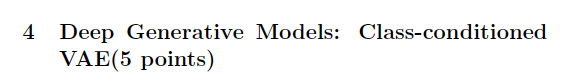 4 Deep Generative Models: Class-conditioned
VAE(5 points)